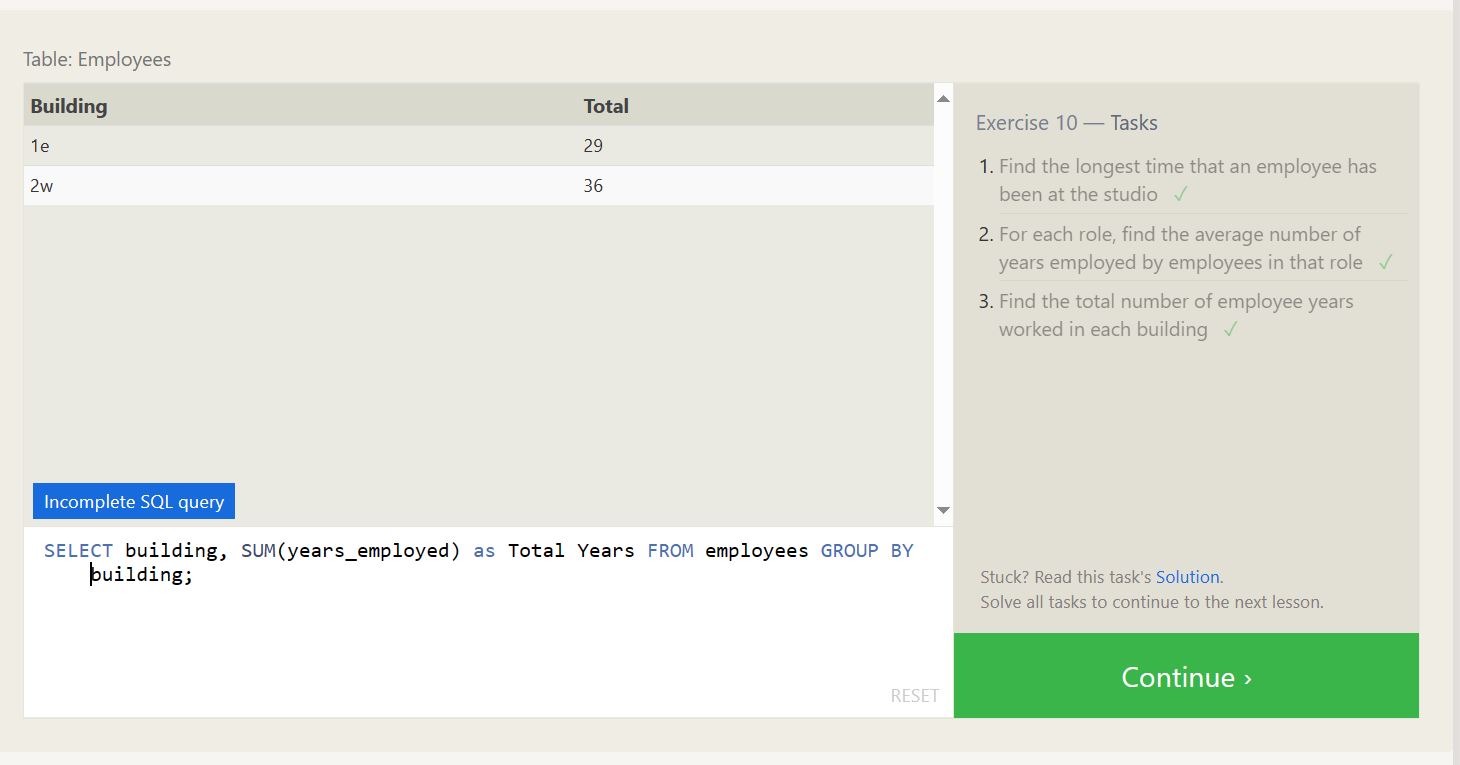 Table: Employees
Building Total
1e 29
2w 36
Incomplete SQL query
SELECT building, SUM(years_employed) as Total Years FROM employees GROUP BY
building;
RESET
Exercise 10 — Tasks
1. Find the longest time that an employee has
been at the studio ✓
2. For each role, find the average number of
years employed by employees in that role ✓
3. Find the total number of employee years
worked in each building ✓
Stuck? Read this task's Solution.
Solve all tasks to continue to the next lesson.
Continue ›